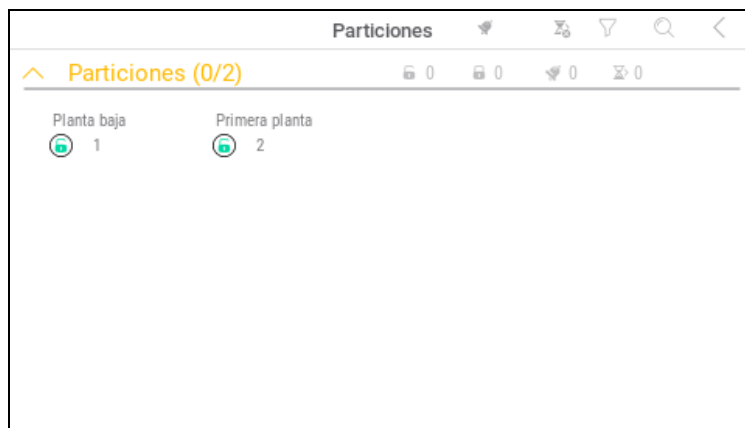 Particiones
Particiones (0/2) 0 0 0 0
Planta baja Primera planta
1 2